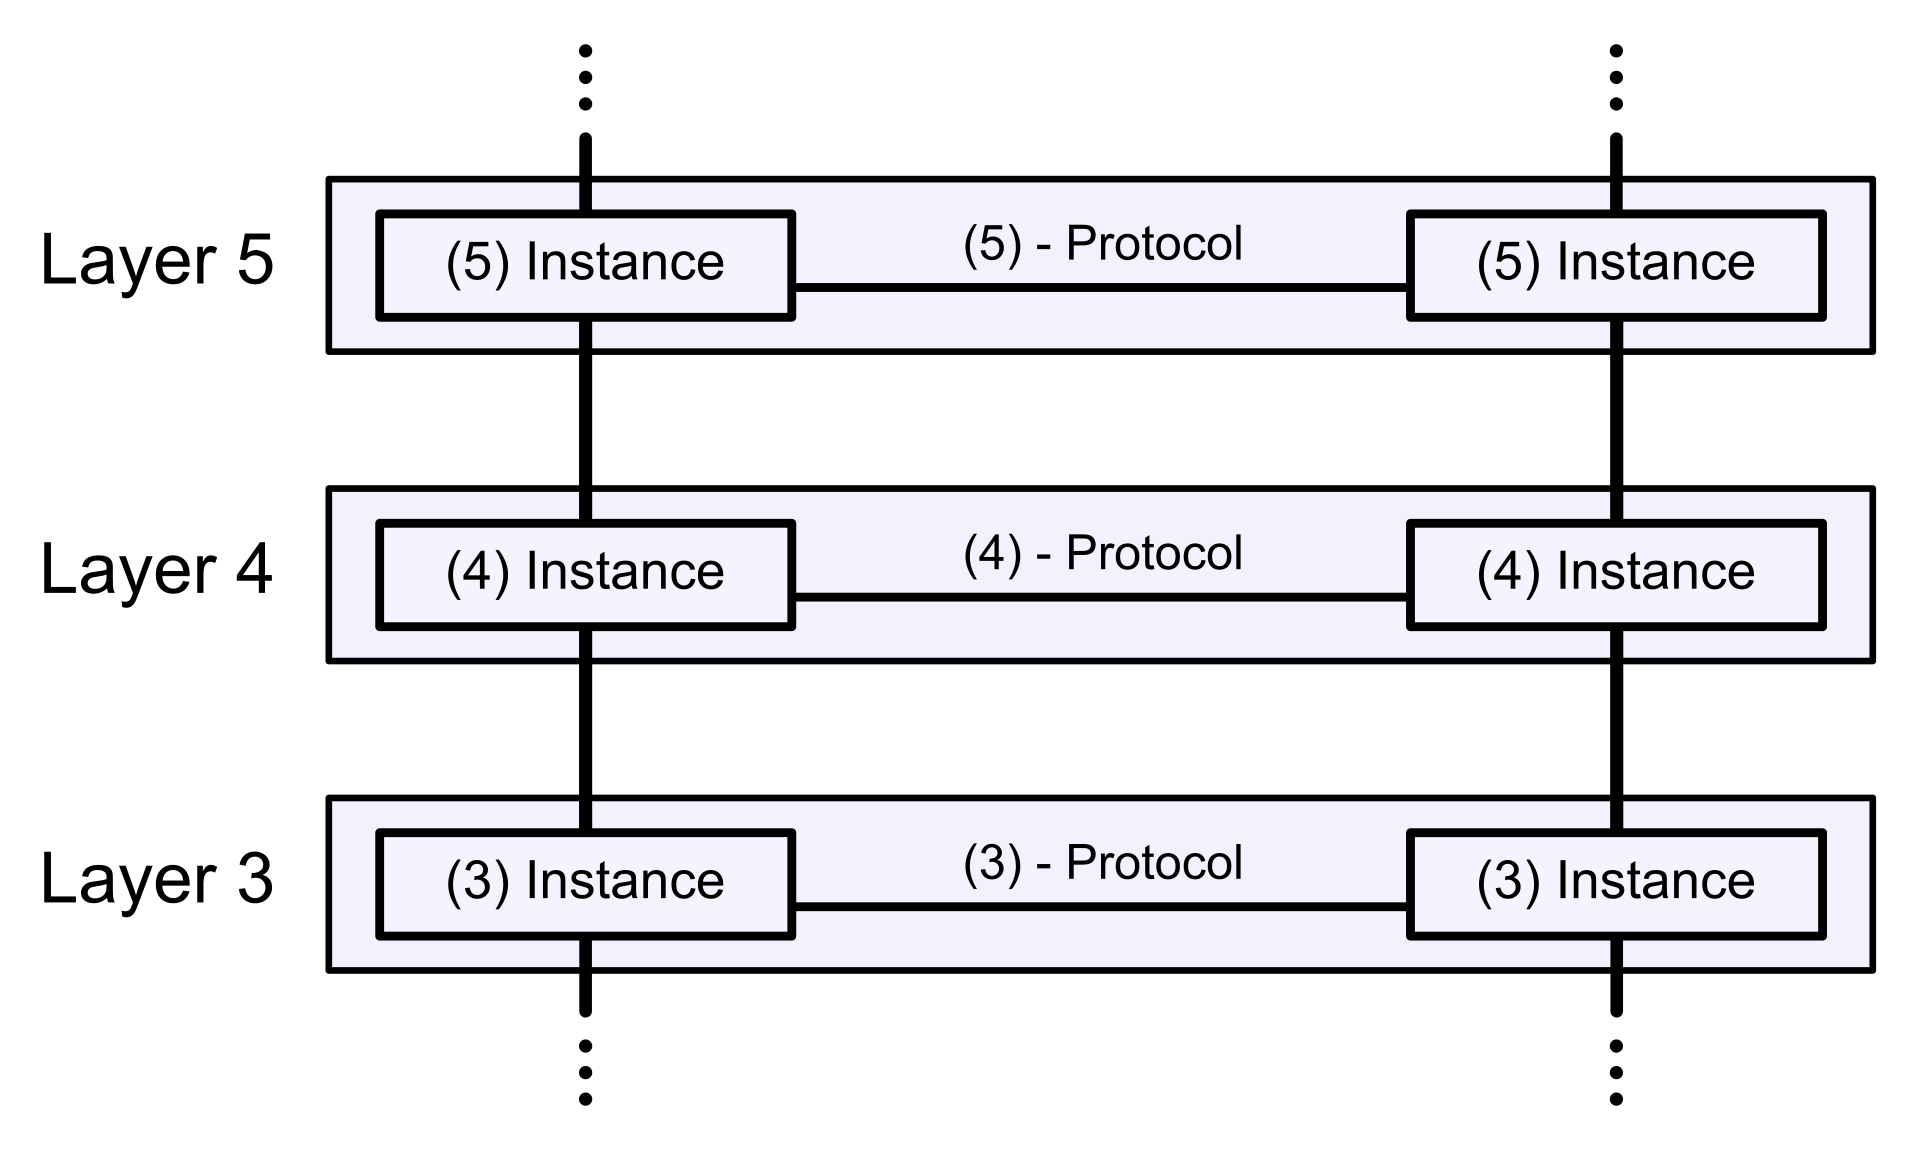 Layer 5
(5) Instance
(5) - Protocol
(5) Instance
Layer 4
(4) Instance
(4) - Protocol
(4) Instance
Layer 3
(3) Instance
(3) - Protocol
(3) Instance